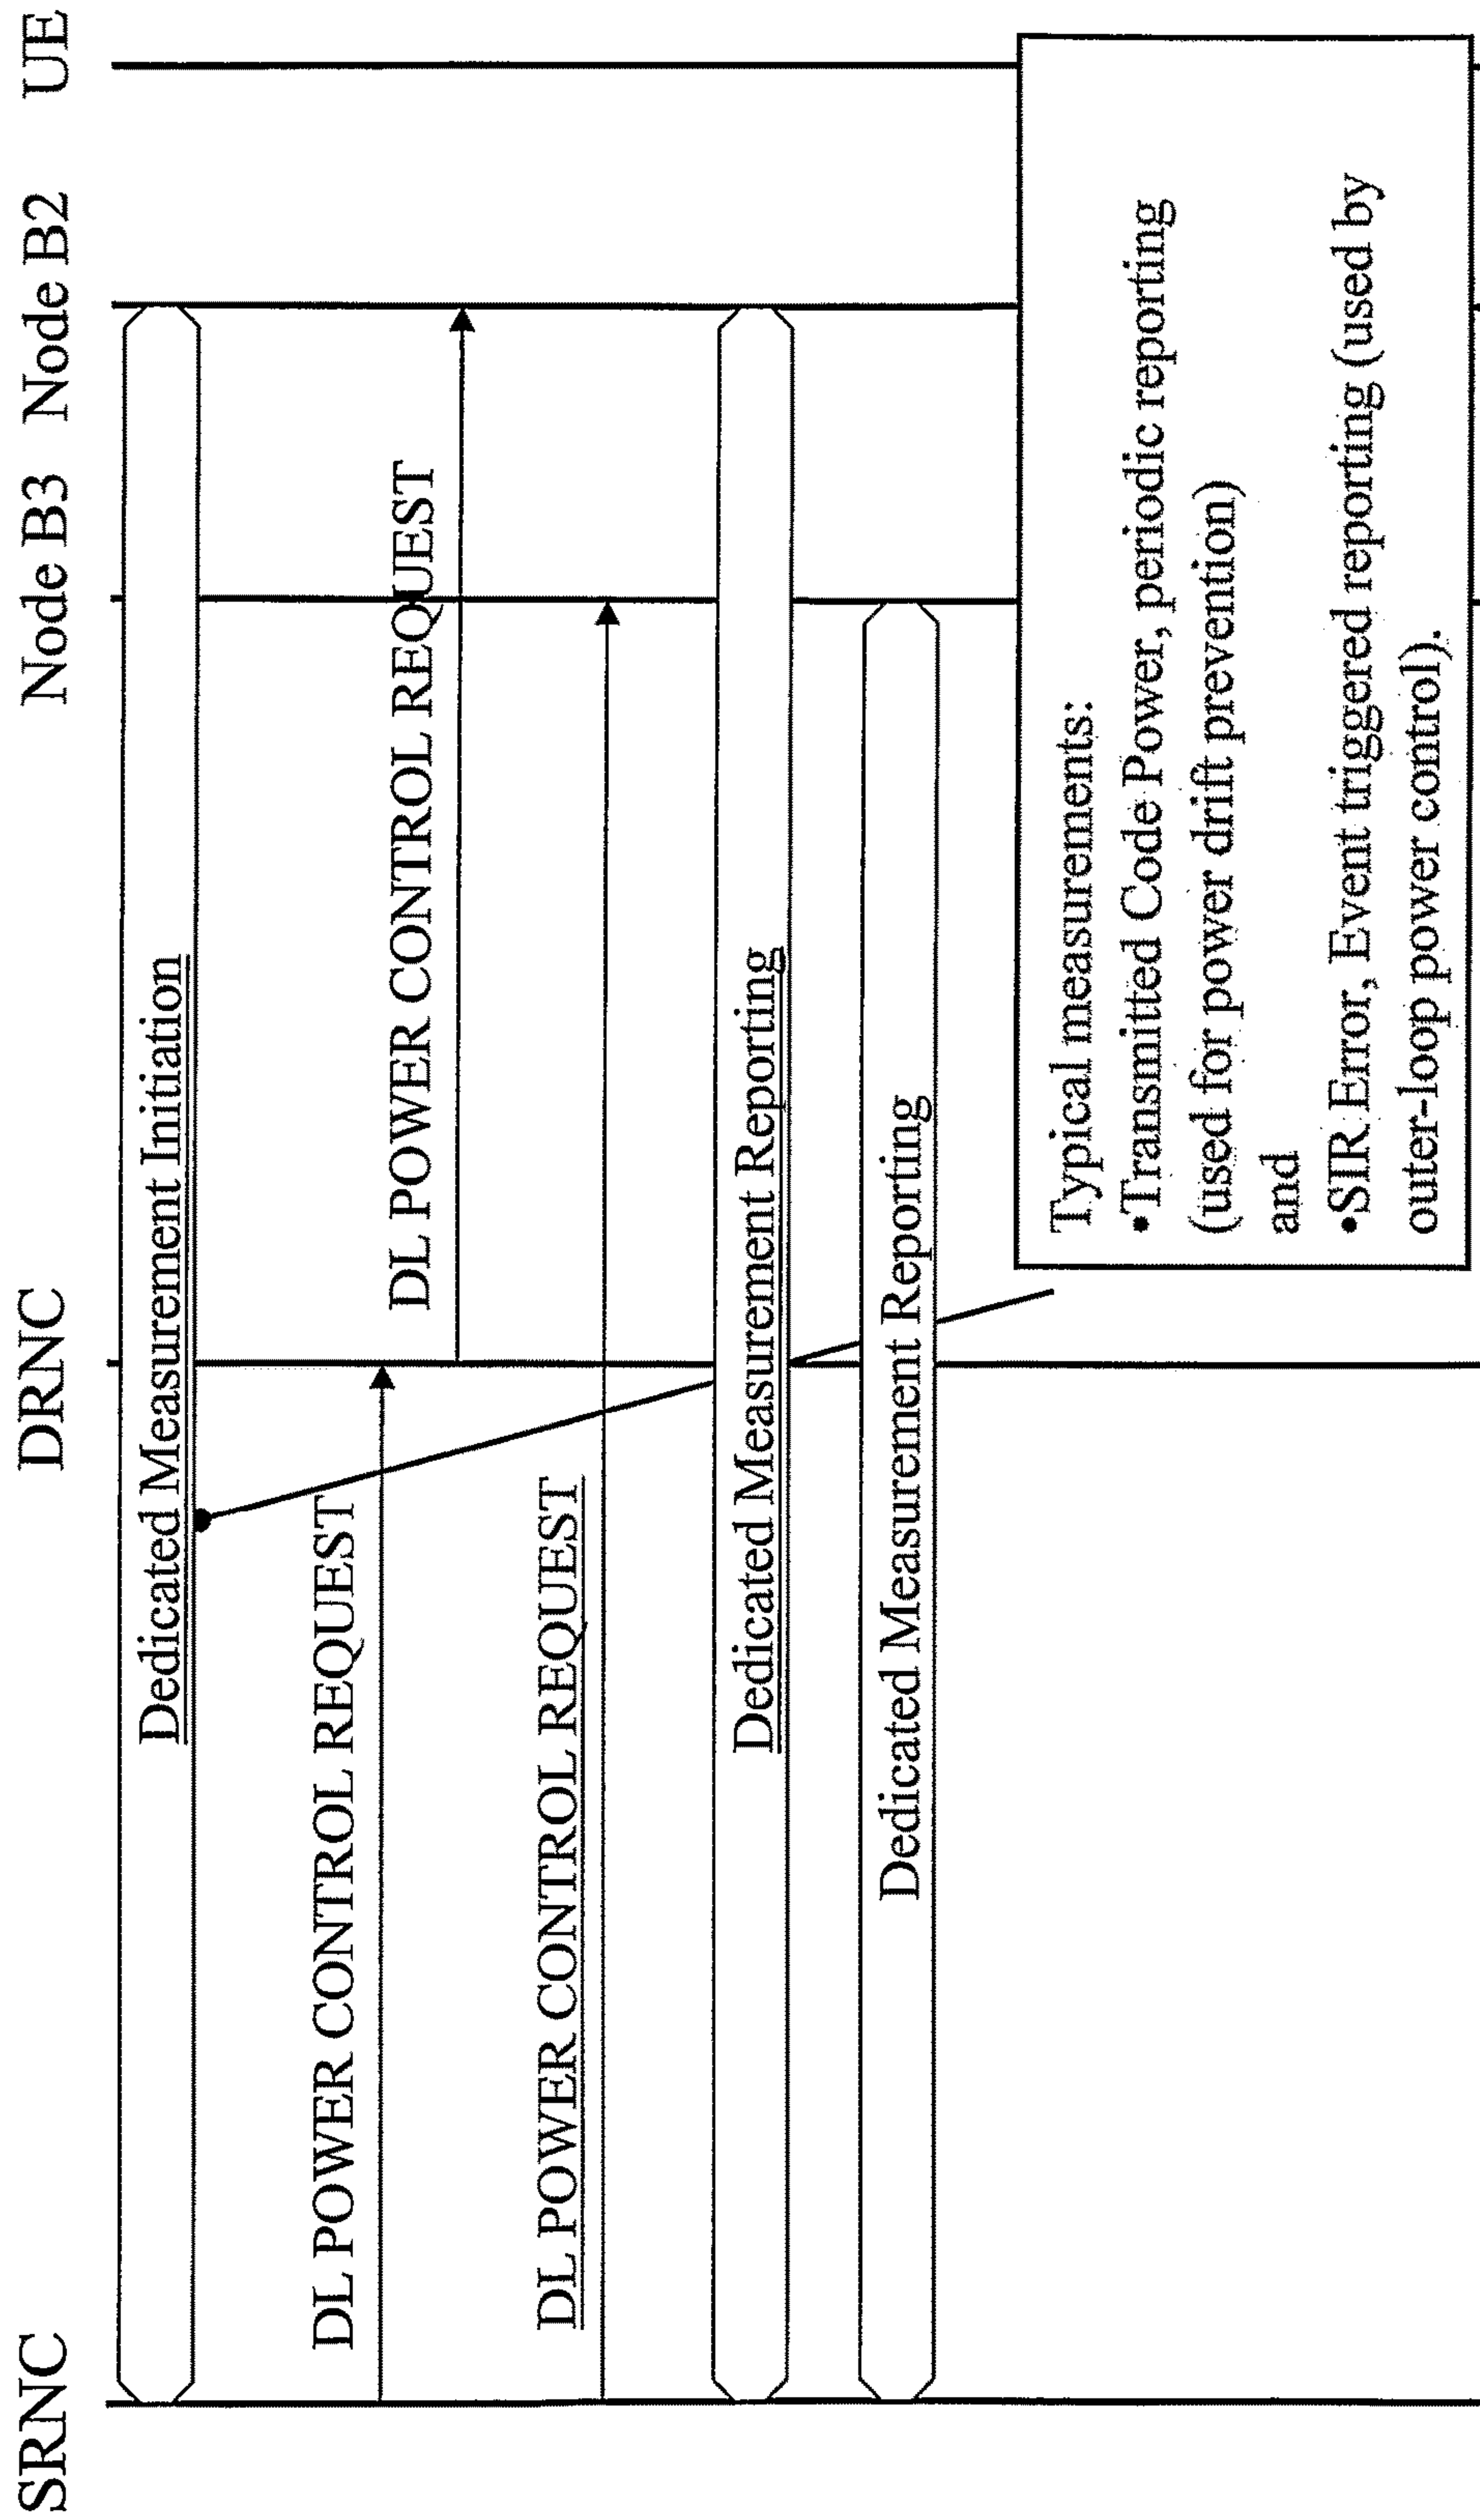 SRNC DRNC Node B3 Node B2 UE
Dedicated Measurement Initiation
DL POWER CONTROL REQUEST
DL POWER CONTROL REQUEST
DL POWER CONTROL REQUEST
Dedicated Measurement Reporting
Dedicated Measurement Reporting
Typical measurements:
•Transmitted Code Power, periodic reporting
(used for power drift prevention)
and
•SIR Error, Event triggered reporting (used by
outer-loop power control).